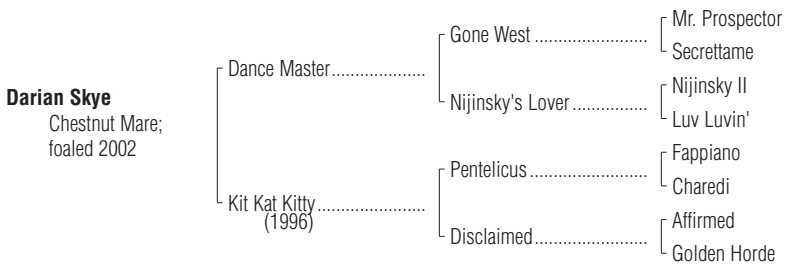 Darian Skye
Chestnut Mare;
foaled 2002
Dance Master....................
Kit Kat Kitty.......................
(1996)
Gone West ........................
Nijinsky's Lover ................
Pentelicus.........................
Disclaimed........................
Mr. Prospector
Secrettame
Nijinsky II
Luv Luvin'
Fappiano
Charedi
Affirmed
Golden Horde